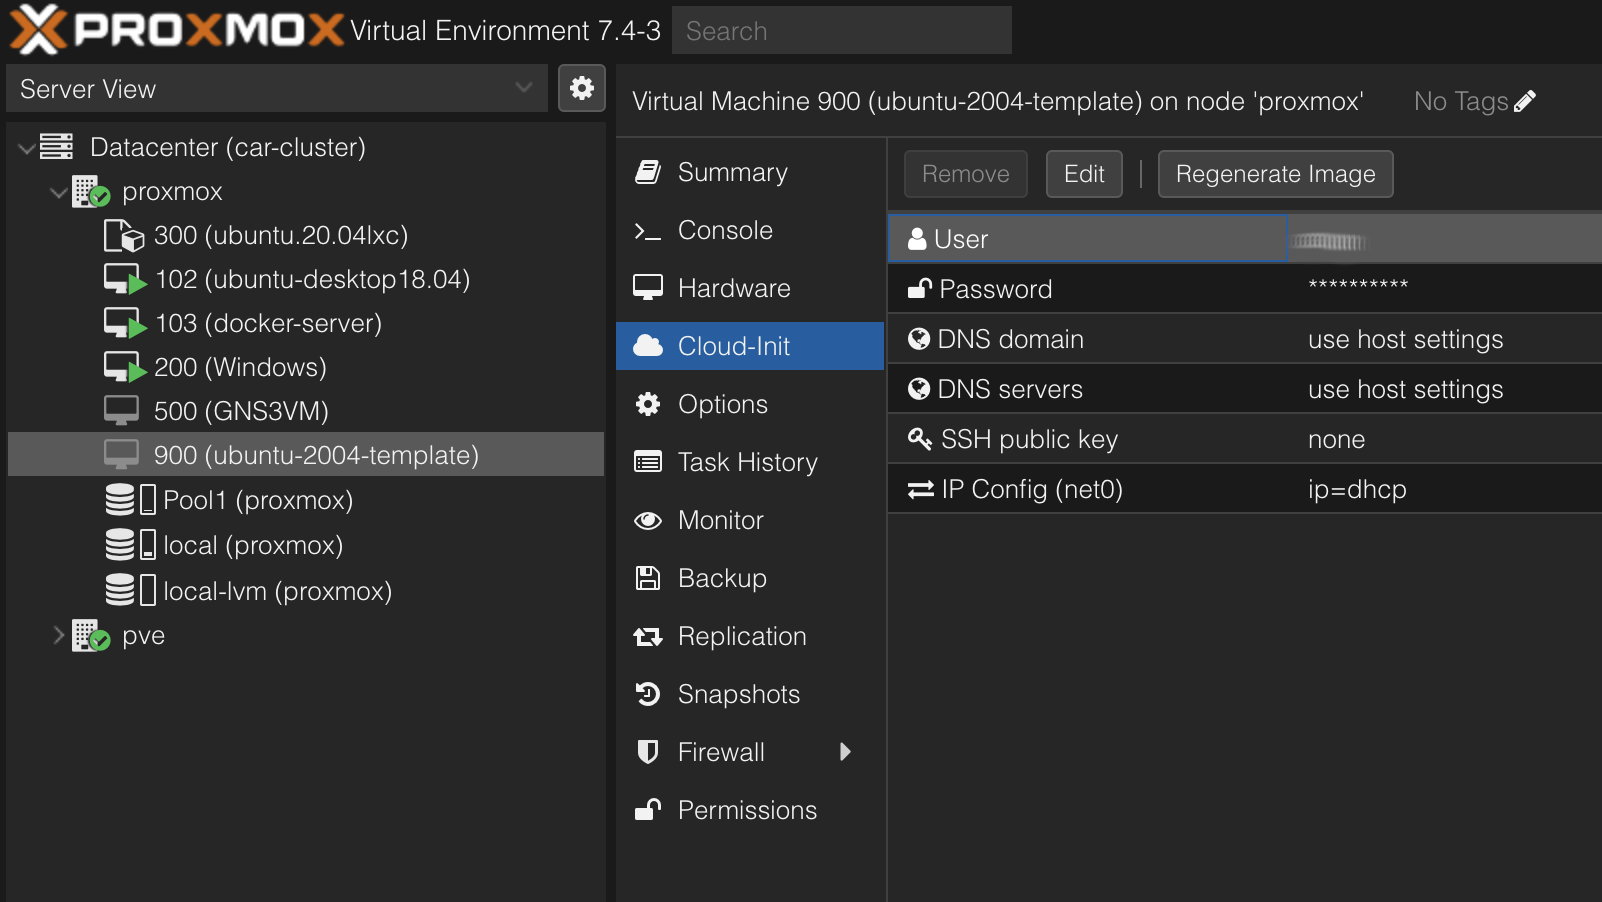 PROXMOX Virtual Environment 7.4-3 Search
Server View
Virtual Machine 900 (ubuntu-2004-template) on node 'proxmox' No Tags
Datacenter (car-cluster)
proxmox
300 (ubuntu.20.04lxc)
102 (ubuntu-desktop18.04)
103 (docker-server)
200 (Windows)
500 (GNS3VM)
900 (ubuntu-2004-template)
Pool1 (proxmox)
local (proxmox)
local-lvm (proxmox)
pve
Summary
Console
Hardware
Cloud-Init
Options
Task History
Monitor
Backup
Replication
Snapshots
Firewall
Permissions
Remove Edit Regenerate Image
User
Password **********
DNS domain use host settings
DNS servers use host settings
SSH public key none
IP Config (net0) ip=dhcp